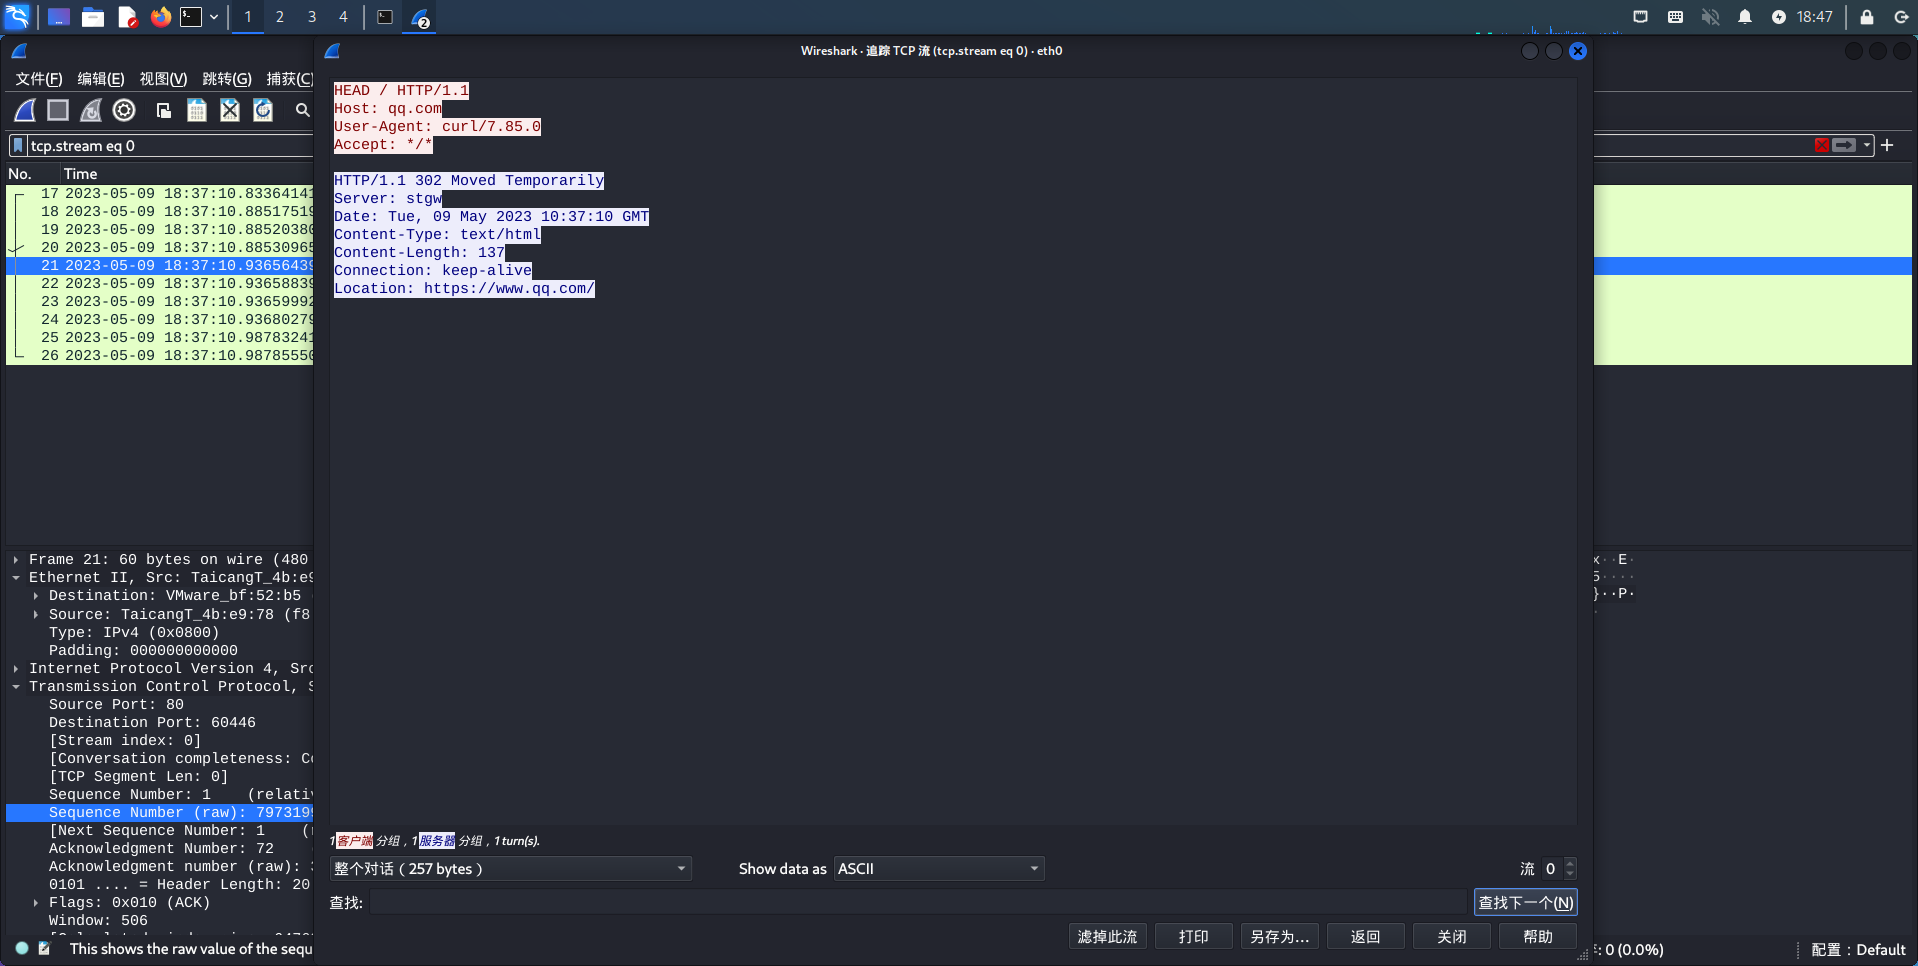 1 2 3 4 2 18:47
Wireshark · 追踪 TCP 流 (tcp.stream eq 0) · eth0
文件(F) 编辑(E) 视图(V) 跳转(G) 捕获(C)
tcp.stream eq 0
No. Time
17 2023-05-09 18:37:10.83364141
18 2023-05-09 18:37:10.88517519
19 2023-05-09 18:37:10.88520380
20 2023-05-09 18:37:10.88530965
21 2023-05-09 18:37:10.93656439
22 2023-05-09 18:37:10.93658839
23 2023-05-09 18:37:10.93659992
24 2023-05-09 18:37:10.93680279
25 2023-05-09 18:37:10.98783241
26 2023-05-09 18:37:10.98785550
HEAD / HTTP/1.1
Host: qq.com
User-Agent: curl/7.85.0
Accept: */*
HTTP/1.1 302 Moved Temporarily
Server: stgw
Date: Tue, 09 May 2023 10:37:10 GMT
Content-Type: text/html
Content-Length: 137
Connection: keep-alive
Location: https://www.qq.com/
Frame 21: 60 bytes on wire (480
Ethernet II, Src: TaicangT_4b:e9
Destination: VMware_bf:52:b5 (
Source: TaicangT_4b:e9:78 (f8
Type: IPv4 (0x0800)
Padding: 000000000000
Internet Protocol Version 4, Src
Transmission Control Protocol, S
Source Port: 80
Destination Port: 60446
[Stream index: 0]
[Conversation completeness: Co
[TCP Segment Len: 0]
Sequence Number: 1 (relativ
Sequence Number (raw): 7973199
[Next Sequence Number: 1 (r
Acknowledgment Number: 72
Acknowledgment number (raw): 3
0101 .... = Header Length: 20
Flags: 0x010 (ACK)
Window: 506
x··E·
5····
}··P·
1 客户端 分组，1 服务器 分组，1 turn(s).
整个对话（257 bytes） Show data as ASCII 流 0
查找: 查找下一个(N)
滤掉此流 打印 另存为… 返回 关闭 帮助
This shows the raw value of the sequ
: 0 (0.0%) 配置：Default